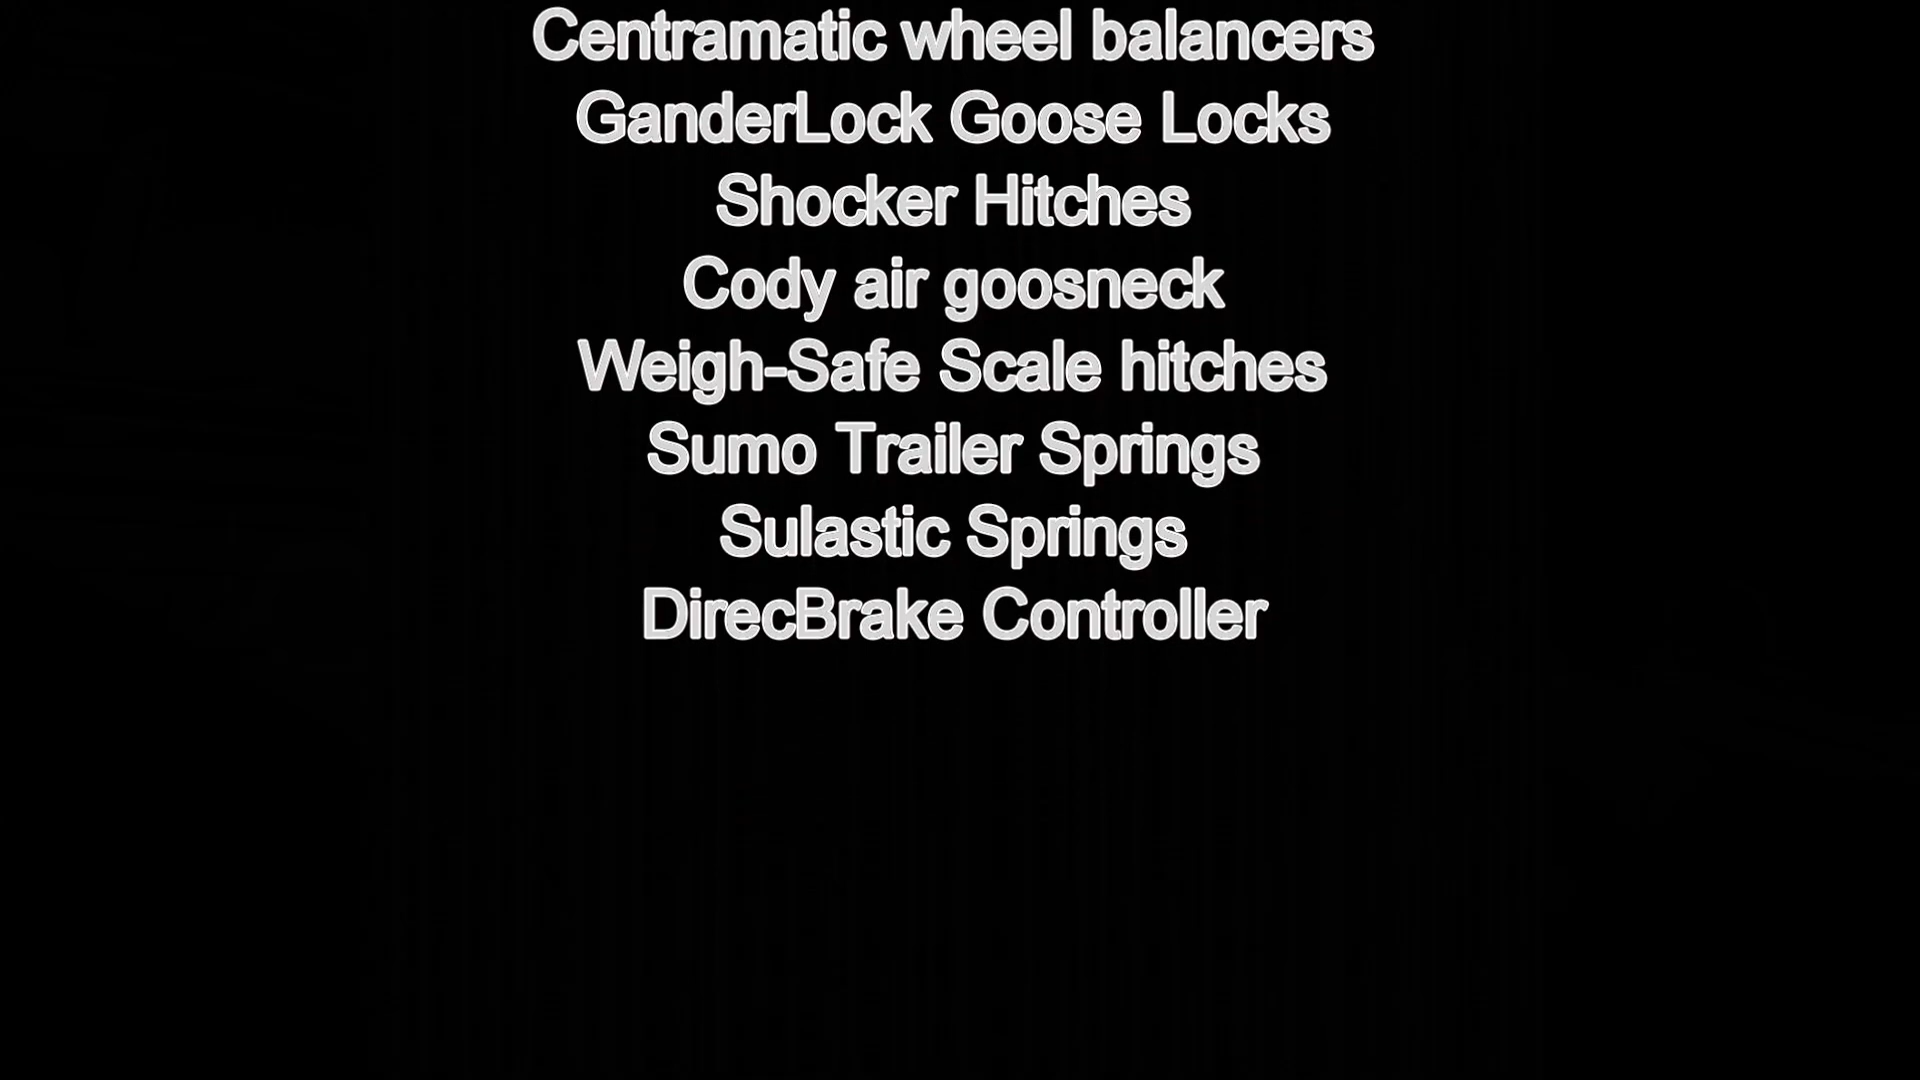 Centramatic wheel balancers
GanderLock Goose Locks
Shocker Hitches
Cody air goosneck
Weigh-Safe Scale hitches
Sumo Trailer Springs
Sulastic Springs
DirecBrake Controller